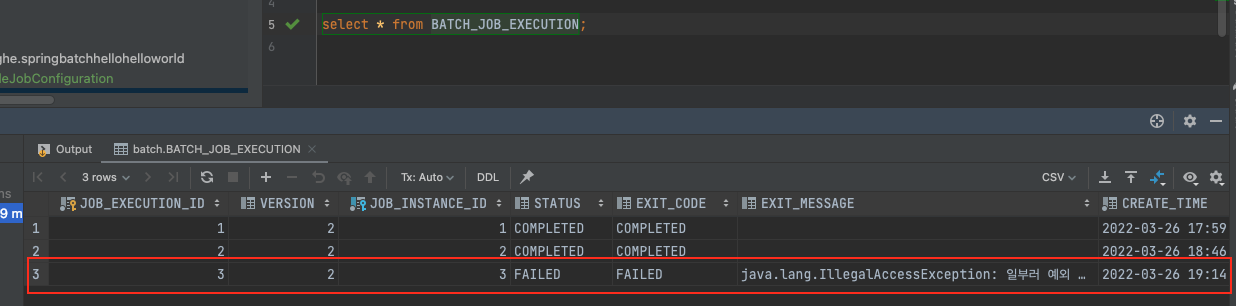 4
5 select * from BATCH_JOB_EXECUTION;
6
ghe.springbatchhellohelloworld
leJobConfiguration
Output batch.BATCH_JOB_EXECUTION
3 rows Tx: Auto DDL CSV
ms
9 m
JOB_EXECUTION_ID VERSION JOB_INSTANCE_ID STATUS EXIT_CODE EXIT_MESSAGE CREATE_TIME
1 1 2 1 COMPLETED COMPLETED 2022-03-26 17:59
2 2 2 2 COMPLETED COMPLETED 2022-03-26 18:46
3 3 2 3 FAILED FAILED java.lang.IllegalAccessException: 일부러 예외 … 2022-03-26 19:14